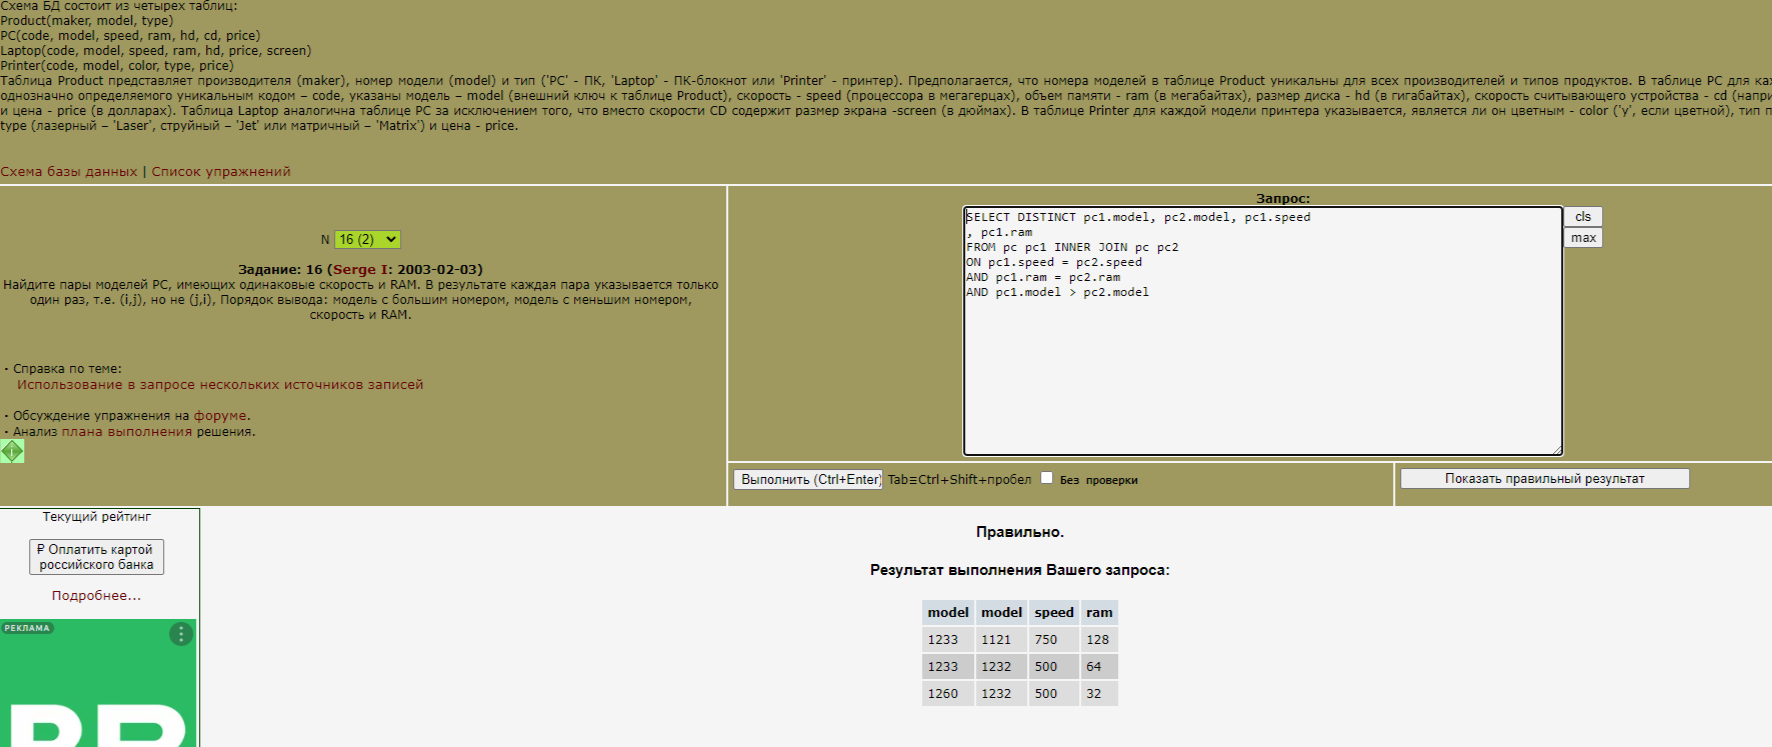 Схема БД состоит из четырех таблиц:
Product(maker, model, type)
PC(code, model, speed, ram, hd, cd, price)
Laptop(code, model, speed, ram, hd, price, screen)
Printer(code, model, color, type, price)
Таблица Product представляет производителя (maker), номер модели (model) и тип ('PC' - ПК, 'Laptop' - ПК-блокнот или 'Printer' - принтер). Предполагается, что номера моделей в таблице Product уникальны для всех производителей и типов продуктов. В таблице PC для
однозначно определяемого уникальным кодом – code, указаны модель – model (внешний ключ к таблице Product), скорость - speed (процессора в мегагерцах), объем памяти - ram (в мегабайтах), размер диска - hd (в гигабайтах), скорость считывающего устройства - cd
и цена - price (в долларах). Таблица Laptop аналогична таблице РС за исключением того, что вместо скорости CD содержит размер экрана -screen (в дюймах). В таблице Printer для каждой модели принтера указывается, является ли он цветным - color ('y', если цветной), тип
type (лазерный – 'Laser', струйный – 'Jet' или матричный – 'Matrix') и цена - price.
Схема базы данных | Список упражнений
N 16 (2)
Задание: 16 (Serge I: 2003-02-03)
Найдите пары моделей PC, имеющих одинаковые скорость и RAM. В результате каждая пара указывается только
один раз, т.е. (i,j), но не (j,i), Порядок вывода: модель с большим номером, модель с меньшим номером,
скорость и RAM.
· Справка по теме:
Использование в запросе нескольких источников записей
· Обсуждение упражнения на форуме.
· Анализ плана выполнения решения.
Запрос:
SELECT DISTINCT pc1.model, pc2.model, pc1.speed
, pc1.ram
FROM pc pc1 INNER JOIN pc pc2
ON pc1.speed = pc2.speed
AND pc1.ram = pc2.ram
AND pc1.model > pc2.model
cls
max
Выполнить (Ctrl+Enter) Tab≡Ctrl+Shift+пробел Без проверки
Показать правильный результат
Текущий рейтинг
₽ Оплатить картой
российского банка
Подробнее...
РЕКЛАМА
Правильно.
Результат выполнения Вашего запроса:
model model speed ram
1233 1121 750 128
1233 1232 500 64
1260 1232 500 32